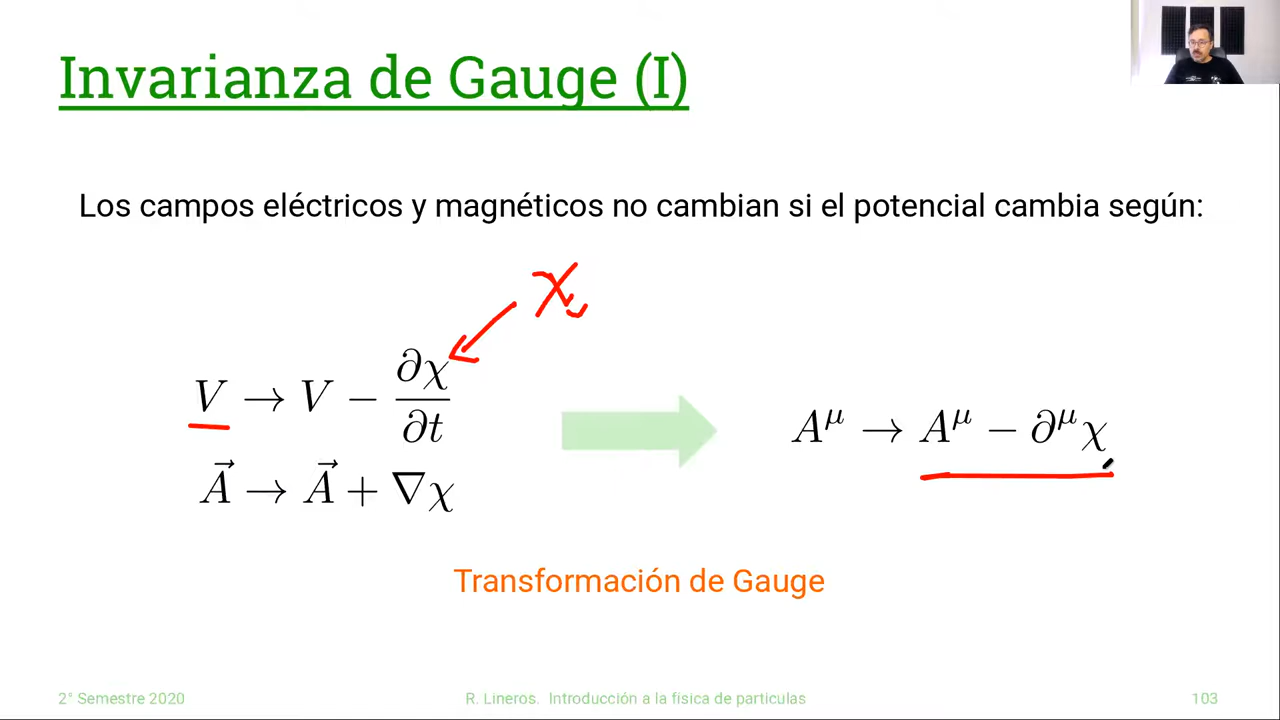 Invarianza de Gauge (I)
Los campos eléctricos y magnéticos no cambian si el potencial cambia según:
χ
V → V − ∂χ/∂t
A⃗ → A⃗ + ∇χ
A^μ → A^μ − ∂^μ χ
Transformación de Gauge
2° Semestre 2020
R. Lineros. Introducción a la física de particulas
103